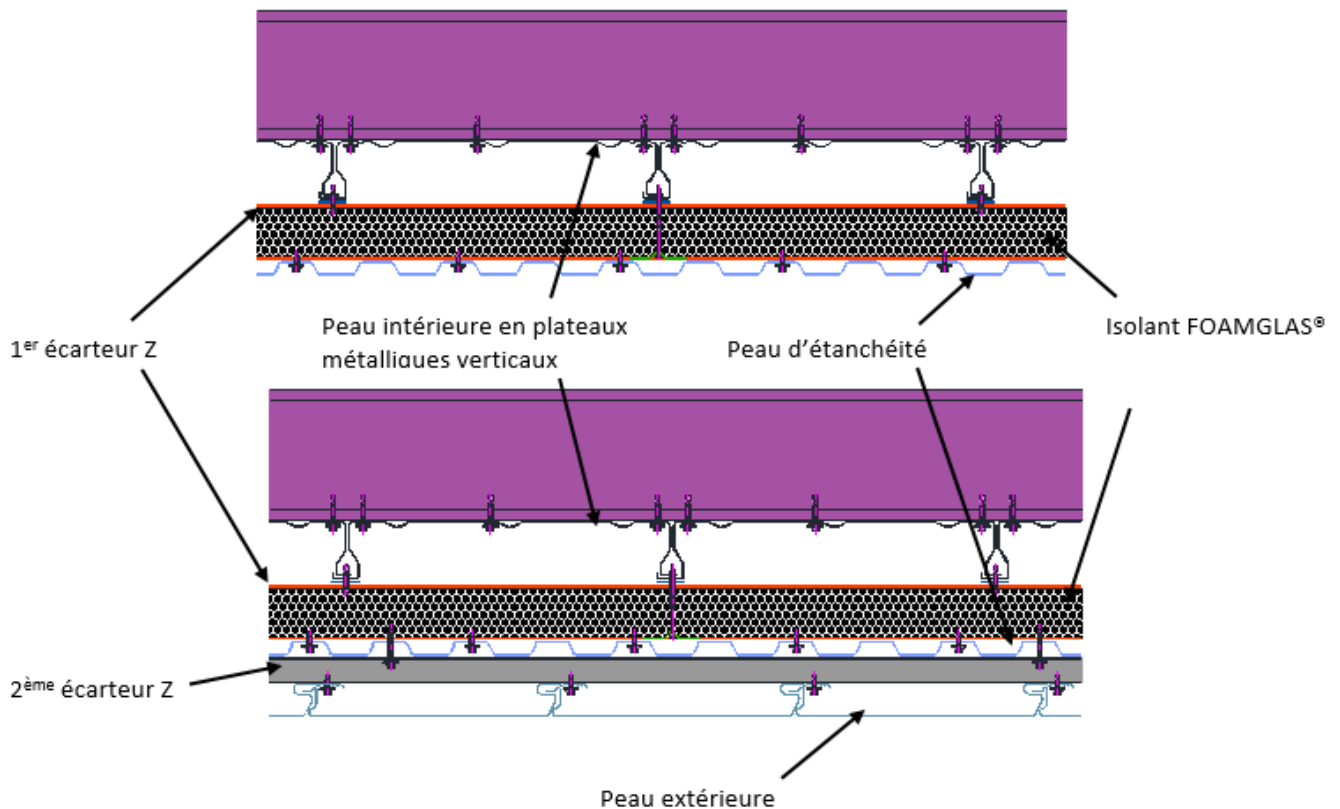 1er écarteur Z
Peau intérieure en plateaux
métalliques verticaux
Peau d’étanchéité
Isolant FOAMGLAS®
2ème écarteur Z
Peau extérieure